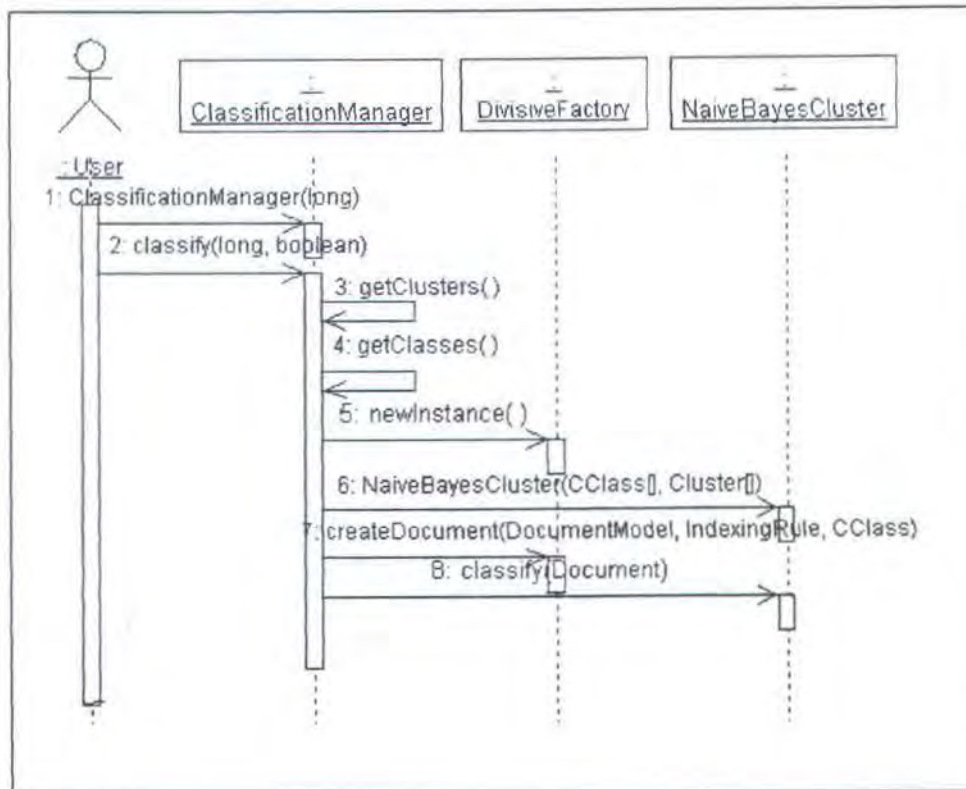 :
ClassificationManager
:
DivisiveFactory
:
NaiveBayesCluster
: User
1: ClassificationManager(long)
2: classify(long, boolean)
3: getClusters( )
4: getClasses( )
5: newInstance( )
6: NaiveBayesCluster(CClass[], Cluster[])
7: createDocument(DocumentModel, IndexingRule, CClass)
8: classify(Document)